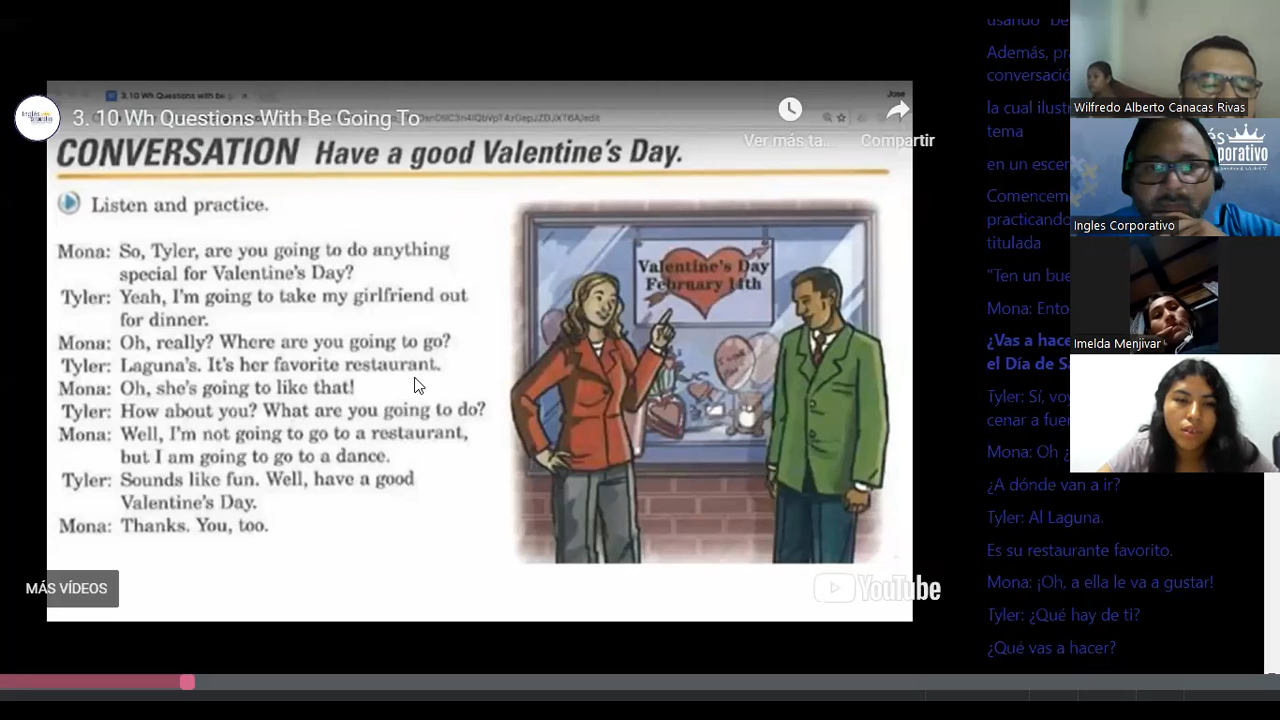 3. 10 Wh Questions With Be Going To
Ver más ta...
Compartir
CONVERSATION Have a good Valentine's Day.
Listen and practice.
Mona: So, Tyler, are you going to do anything
special for Valentine's Day?
Tyler: Yeah, I'm going to take my girlfriend out
for dinner.
Mona: Oh, really? Where are you going to go?
Tyler: Laguna's. It's her favorite restaurant.
Mona: Oh, she's going to like that!
Tyler: How about you? What are you going to do?
Mona: Well, I'm not going to go to a restaurant,
but I am going to go to a dance.
Tyler: Sounds like fun. Well, have a good
Valentine's Day.
Mona: Thanks. You, too.
Valentine's Day
February 14th
MÁS VÍDEOS
YouTube
usando "be
Además, pr
conversació
la cual ilust
tema
en un escen
Comencem
practicando
titulada
"Ten un bue
Mona: Ento
¿Vas a hace
el Día de Sa
Tyler: Sí, voy
cenar a fuer
Mona: Oh ¿
¿A dónde van a ir?
Tyler: Al Laguna.
Es su restaurante favorito.
Mona: ¡Oh, a ella le va a gustar!
Tyler: ¿Qué hay de ti?
¿Qué vas a hacer?
Wilfredo Alberto Canacas Rivas
Ingles Corporativo
Imelda Menjivar